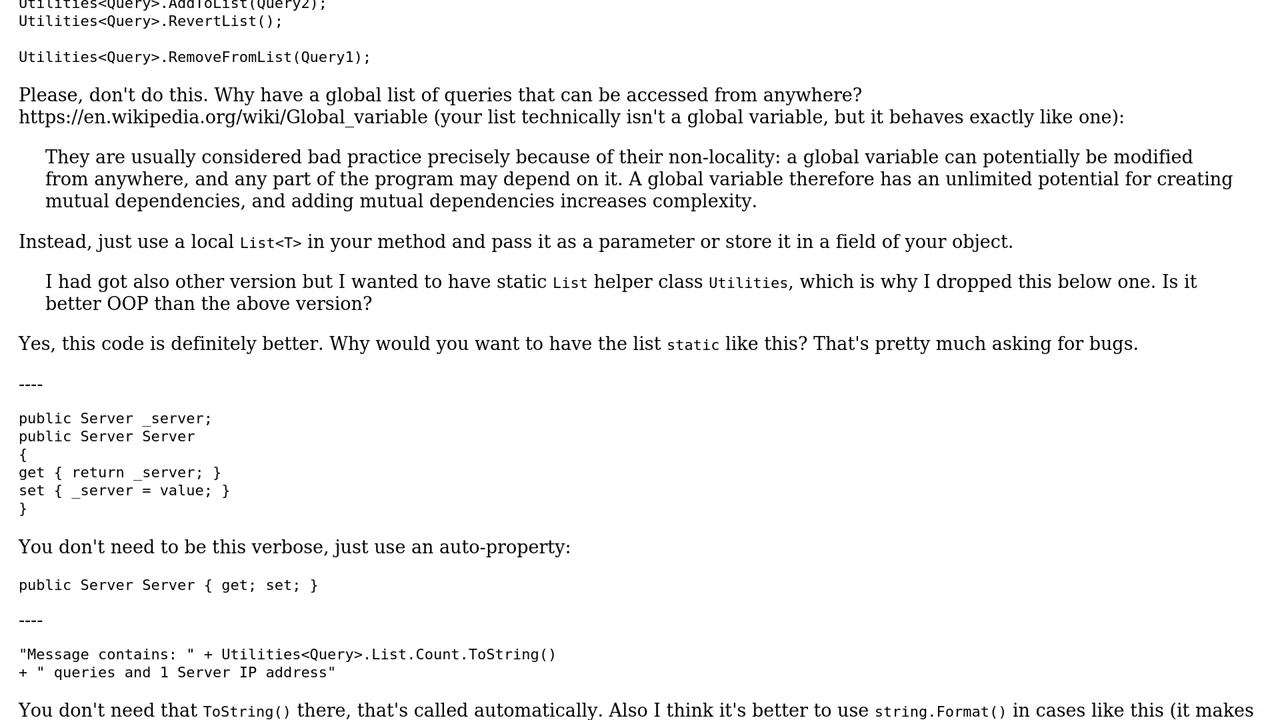 Utilities<Query>.AddToList(Query2);
Utilities<Query>.RevertList();
Utilities<Query>.RemoveFromList(Query1);
Please, don't do this. Why have a global list of queries that can be accessed from anywhere?
https://en.wikipedia.org/wiki/Global_variable (your list technically isn't a global variable, but it behaves exactly like one):
They are usually considered bad practice precisely because of their non-locality: a global variable can potentially be modified
from anywhere, and any part of the program may depend on it. A global variable therefore has an unlimited potential for creating
mutual dependencies, and adding mutual dependencies increases complexity.
Instead, just use a local List<T> in your method and pass it as a parameter or store it in a field of your object.
I had got also other version but I wanted to have static List helper class Utilities, which is why I dropped this below one. Is it
better OOP than the above version?
Yes, this code is definitely better. Why would you want to have the list static like this? That's pretty much asking for bugs.
----
public Server _server;
public Server Server
{
get { return _server; }
set { _server = value; }
}
You don't need to be this verbose, just use an auto-property:
public Server Server { get; set; }
----
"Message contains: " + Utilities<Query>.List.Count.ToString()
+ " queries and 1 Server IP address"
You don't need that ToString() there, that's called automatically. Also I think it's better to use string.Format() in cases like this (it makes